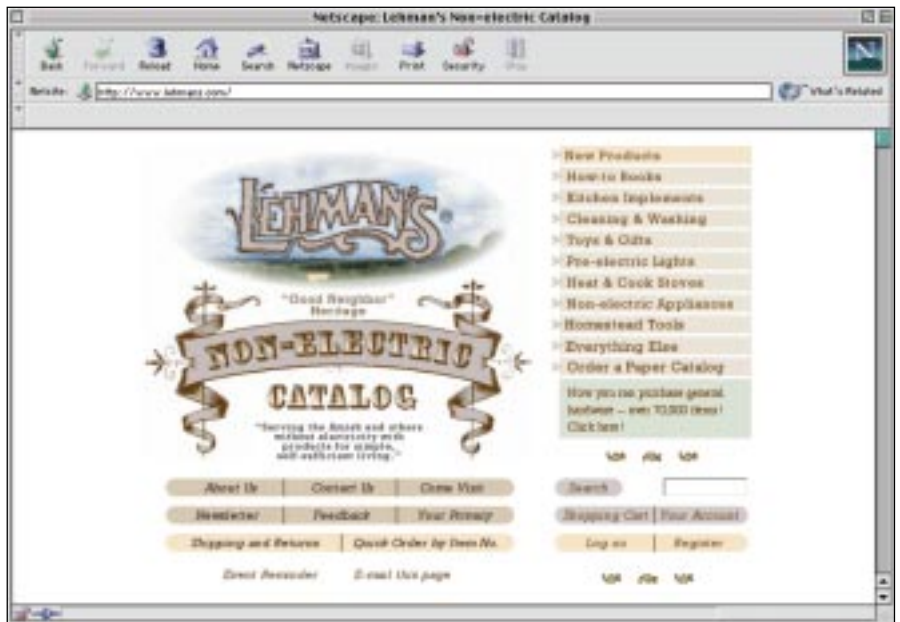 Netscape: Lehman's Non-electric Catalog
Back Forward Reload Home Search Netscape Images Print Security Stop
Netsite: http://www.lehmans.com/ What's Related
LEHMAN'S®
"Good Neighbor"
Heritage
NON-ELECTRIC
CATALOG
"Serving the Amish and others
without electricity with
products for simple,
self-sufficient living."
New Products
How-to Books
Kitchen Implements
Cleaning & Washing
Toys & Gifts
Pre-electric Lights
Heat & Cook Stoves
Non-electric Appliances
Homestead Tools
Everything Else
Order a Paper Catalog
Now you can purchase general
hardware – over 70,000 items!
Click here!
About Us Contact Us Come Visit
Newsletter Feedback Your Privacy
Shipping and Returns Quick Order by Item No.
Event Reminder E-mail this page
Search
Shopping Cart Your Account
Log on Register